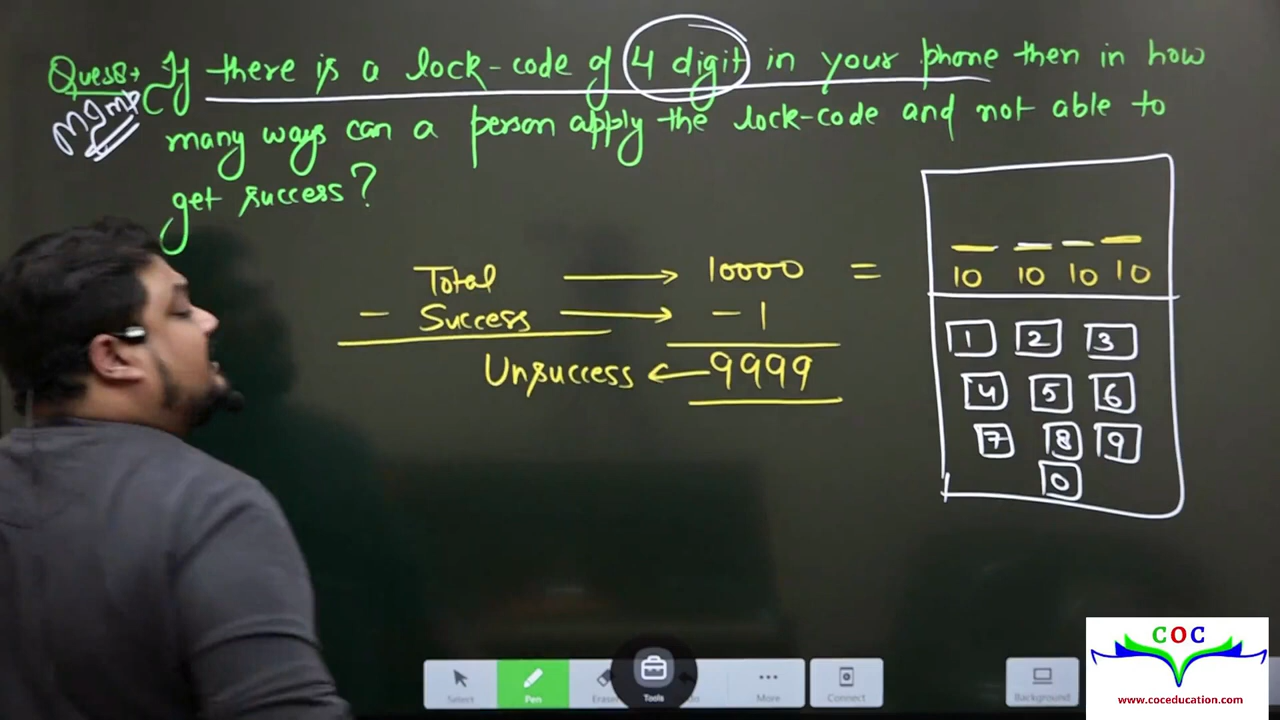 Ques8→ If there is a lock-code of 4 digit in your phone then in how
MJmp
many ways can a person apply the lock-code and not able to
get success?
Total → 10000 =
- Success → - 1
Unsuccess ← 9999
10 10 10 10
1 2 3
4 5 6
7 8 9
0
Select Pen Eraser Tools More Connect Background
COC
www.coceducation.com